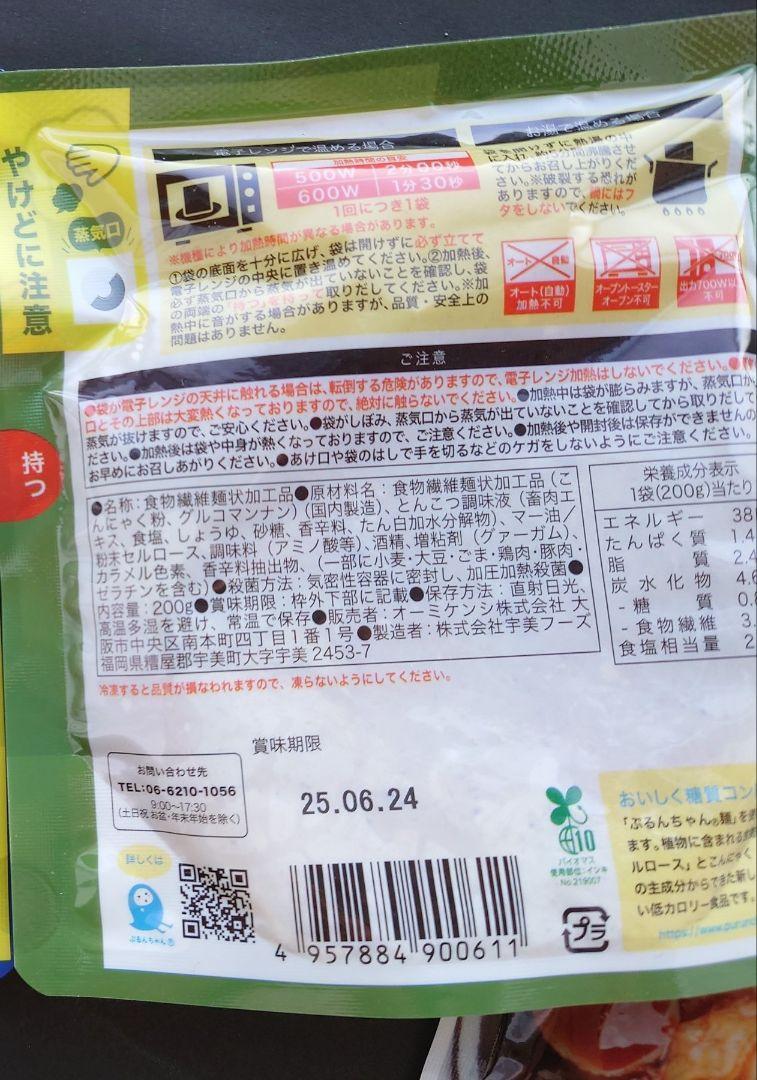 やけどに注意
蒸気口
持つ
電子レンジで温める場合
加熱時間の目安
500W 2分00秒
600W 1分30秒
1回につき1袋
※機種により加熱時間が異なる場合があります。
①袋の底面を十分に広げ、袋は開けずに必ず立てて
電子レンジの中央に置き温めてください。②加熱後、
必ず蒸気口から蒸気が出ていないことを確認し、袋
の両端の「持つ」を持って取りだしてください。※加
熱中に音がする場合がありますが、品質・安全上の
問題はありません。
お湯で温める場合
袋を開けずに熱湯の中
に入れ、分間沸騰させ
てからお召し上がりくだ
さい。※破裂する恐れが
ありますので、鍋にはフ
タをしないでください。
オート 自動
オート(自動)
加熱不可
オーブントースター
オーブン不可
出力700W以
不可
ご注意
●袋が電子レンジの天井に触れる場合は、転倒する危険がありますので、電子レンジ加熱はしないでください。●
口とその上部は大変熱くなっておりますので、絶対に触らないでください。●加熱中は袋が膨らみますが、蒸気口か
蒸気が抜けますので、ご安心ください。●袋がしぼみ、蒸気口から蒸気が出ていないことを確認してから取りだして
ださい。●加熱後は袋や中身が熱くなっておりますので、ご注意ください。●加熱後や開封後は保存ができませんの
お早めにお召しあがりください。●あけ口や袋のはしで手を切るなどのケガをしないようにご注意ください。
●名称：食物繊維麺状加工品●原材料名：食物繊維麺状加工品（こ
んにゃく粉、グルコマンナン）（国内製造）、とんこつ調味液（畜肉エ
キス、食塩、しょうゆ、砂糖、香辛料、たん白加水分解物）、マー油／
粉末セルロース、調味料（アミノ酸等）、酒精、増粘剤（グァーガム）、
カラメル色素、香辛料抽出物、（一部に小麦・大豆・ごま・鶏肉・豚肉・
ゼラチンを含む）●殺菌方法：気密性容器に密封し、加圧加熱殺菌●
内容量：200g●賞味期限：枠外下部に記載●保存方法：直射日光、
高温多湿を避け、常温で保存●販売者：オーミケンシ株式会社 大
阪市中央区南本町四丁目1番1号●製造者：株式会社宇美フーズ
福岡県糟屋郡宇美町大字宇美 2453-7
栄養成分表示
1袋(200g)当たり
エネルギー 38
たんぱく質 1.4
脂質 2.4
炭水化物 4.6
- 糖質 0.8
- 食物繊維 3.
食塩相当量 2
冷凍すると品質が損なわれますので、凍らないようにしてください。
賞味期限
25.06.24
お問い合わせ先
TEL:06-6210-1056
9:00〜17:30
(土日祝、お盆・年末年始を除く)
詳しくは
ぷるんちゃん®
4 957884 900611
10
バイオマス
使用部位：インキ
No.219007
プラ
おいしく糖質コン
「ぷるんちゃん®麺」を
ます。植物に含まれる
ルロース」とこんにゃく
の主成分からできた新し
い低カロリー食品です。
https://www.purunc